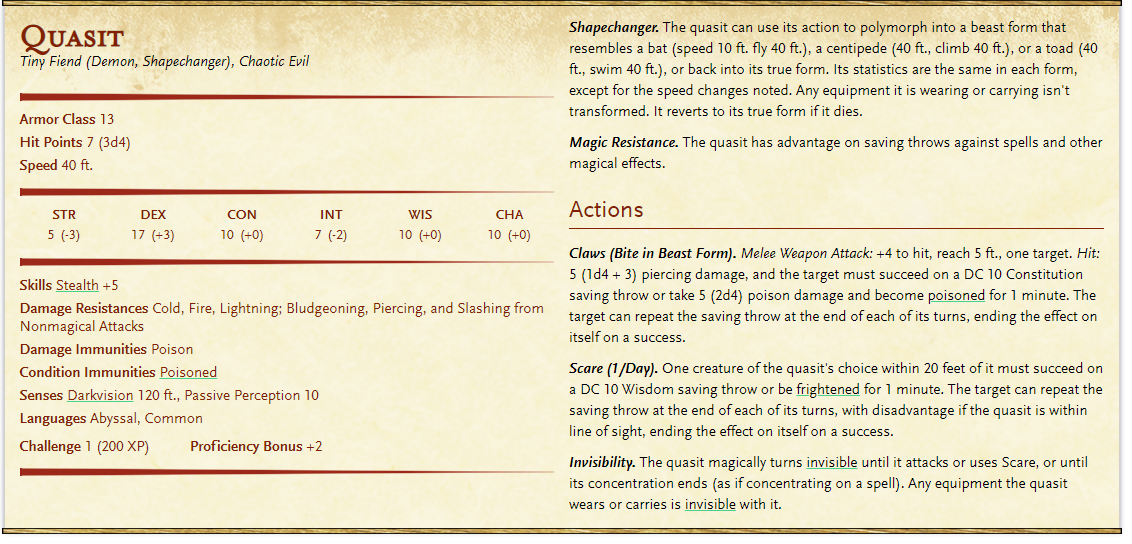 Quasit
Tiny Fiend (Demon, Shapechanger), Chaotic Evil
Armor Class 13
Hit Points 7 (3d4)
Speed 40 ft.
STR DEX CON INT WIS CHA
5 (-3) 17 (+3) 10 (+0) 7 (-2) 10 (+0) 10 (+0)
Skills Stealth +5
Damage Resistances Cold, Fire, Lightning; Bludgeoning, Piercing, and Slashing from
Nonmagical Attacks
Damage Immunities Poison
Condition Immunities Poisoned
Senses Darkvision 120 ft., Passive Perception 10
Languages Abyssal, Common
Challenge 1 (200 XP) Proficiency Bonus +2
Shapechanger. The quasit can use its action to polymorph into a beast form that
resembles a bat (speed 10 ft. fly 40 ft.), a centipede (40 ft., climb 40 ft.), or a toad (40
ft., swim 40 ft.), or back into its true form. Its statistics are the same in each form,
except for the speed changes noted. Any equipment it is wearing or carrying isn't
transformed. It reverts to its true form if it dies.
Magic Resistance. The quasit has advantage on saving throws against spells and other
magical effects.
Actions
Claws (Bite in Beast Form). Melee Weapon Attack: +4 to hit, reach 5 ft., one target. Hit:
5 (1d4 + 3) piercing damage, and the target must succeed on a DC 10 Constitution
saving throw or take 5 (2d4) poison damage and become poisoned for 1 minute. The
target can repeat the saving throw at the end of each of its turns, ending the effect on
itself on a success.
Scare (1/Day). One creature of the quasit's choice within 20 feet of it must succeed on
a DC 10 Wisdom saving throw or be frightened for 1 minute. The target can repeat the
saving throw at the end of each of its turns, with disadvantage if the quasit is within
line of sight, ending the effect on itself on a success.
Invisibility. The quasit magically turns invisible until it attacks or uses Scare, or until
its concentration ends (as if concentrating on a spell). Any equipment the quasit
wears or carries is invisible with it.